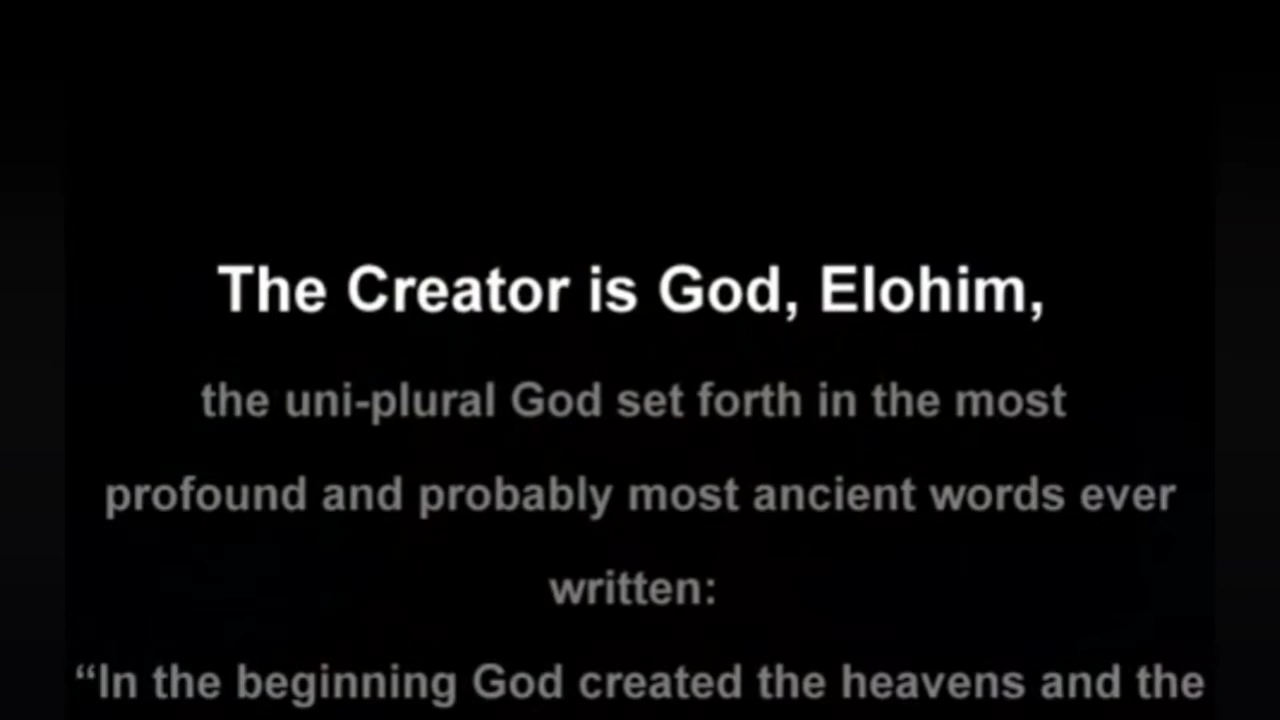 The Creator is God, Elohim,
the uni-plural God set forth in the most
profound and probably most ancient words ever
written:
“In the beginning God created the heavens and the